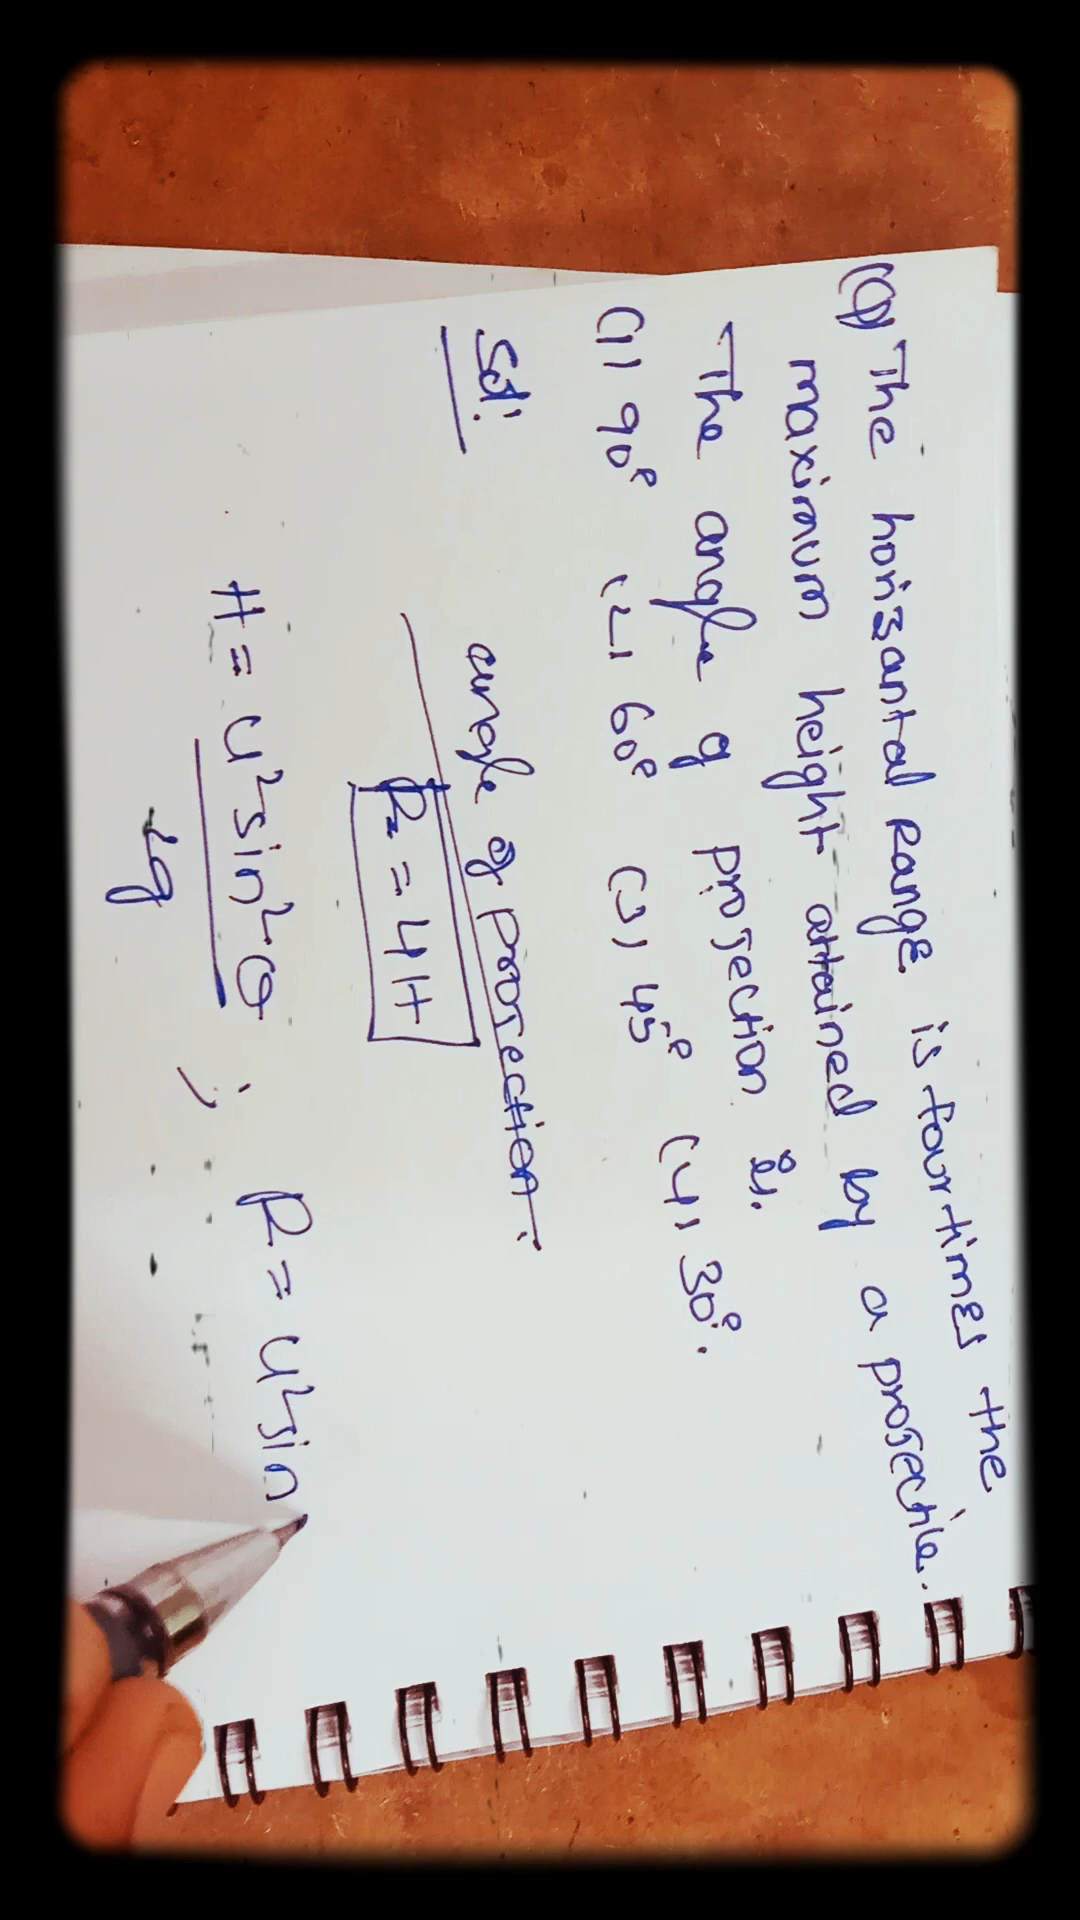 (Q) The horizantal Range is four times the
maximum height attained by a projectile.
The angle of projection is.
(1) 90° (2) 60° (3) 45° (4) 30°.
Sol:
angle of projection:
R = 4H
H = u²sin²θ / 2g ; R = u²sin